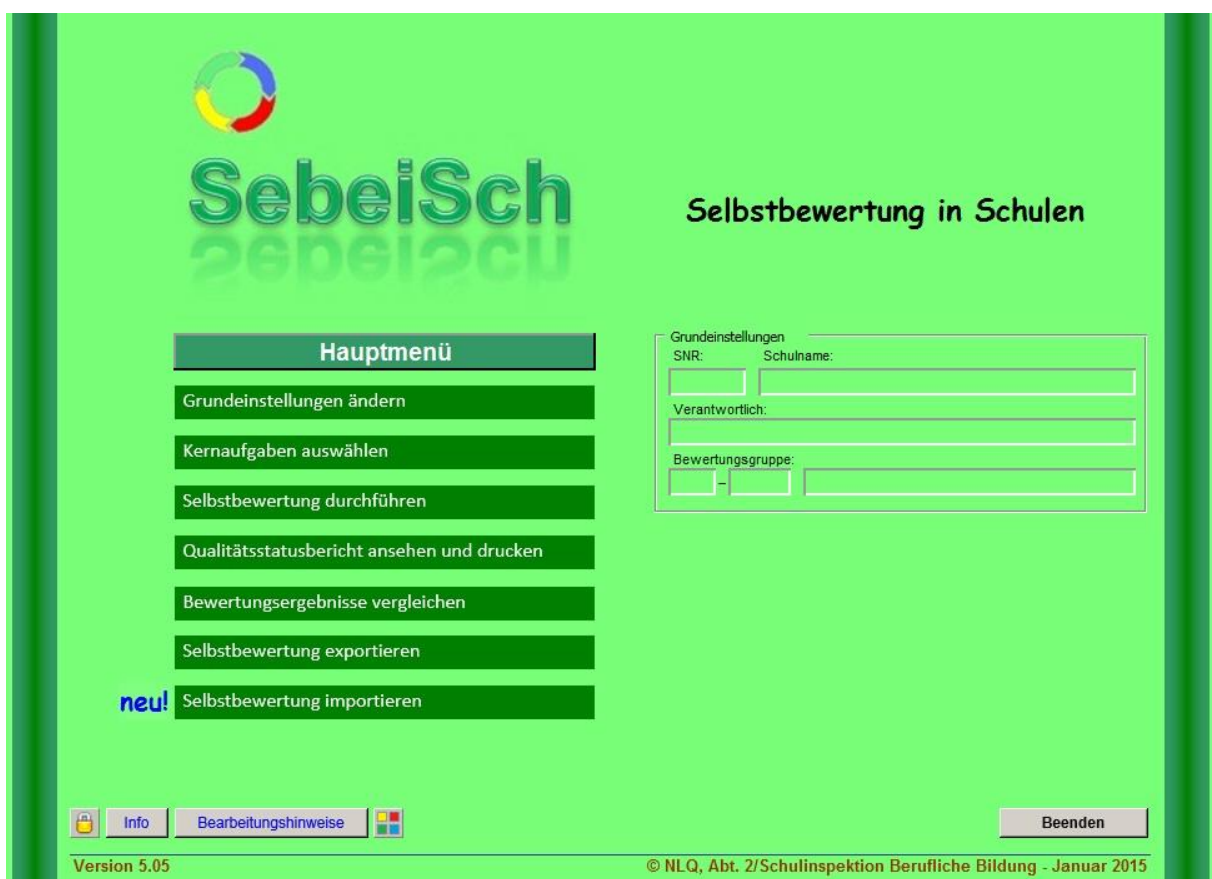 SebeiSch
Selbstbewertung in Schulen
Hauptmenü
Grundeinstellungen ändern
Kernaufgaben auswählen
Selbstbewertung durchführen
Qualitätsstatusbericht ansehen und drucken
Bewertungsergebnisse vergleichen
Selbstbewertung exportieren
neu! Selbstbewertung importieren
Grundeinstellungen
SNR: Schulname:
Verantwortlich:
Bewertungsgruppe:
–
Info Bearbeitungshinweise Beenden
Version 5.05 © NLQ, Abt. 2/Schulinspektion Berufliche Bildung - Januar 2015